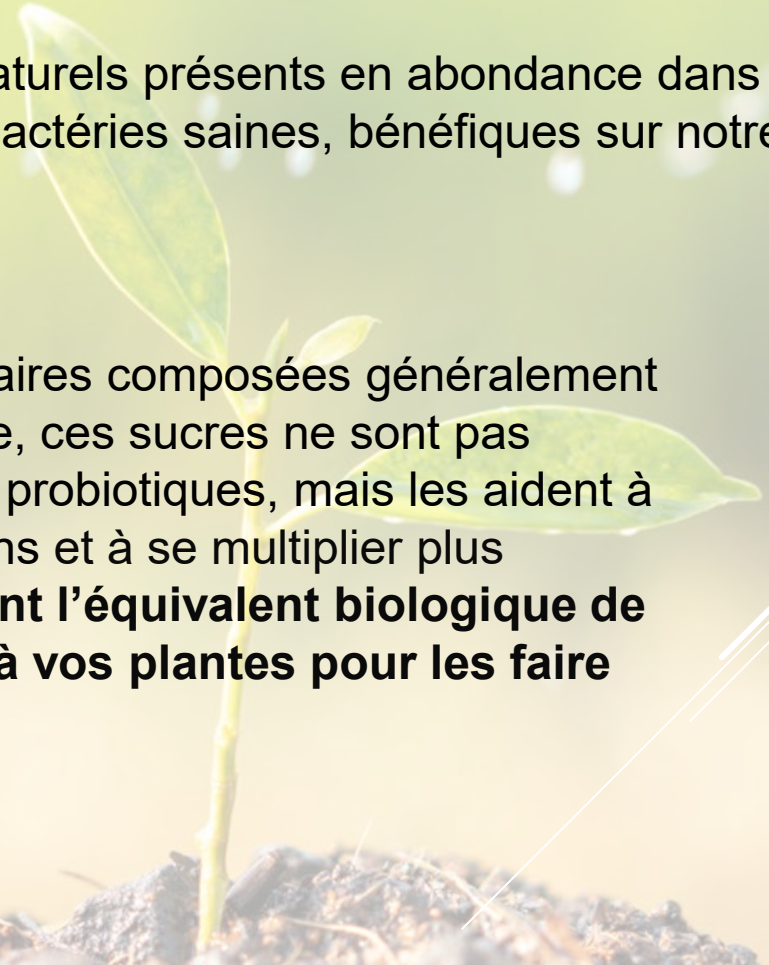 aturels présents en abondance dans
actéries saines, bénéfiques sur notre
aires composées généralement
e, ces sucres ne sont pas
probiotiques, mais les aident à
ns et à se multiplier plus
nt l’équivalent biologique de
à vos plantes pour les faire